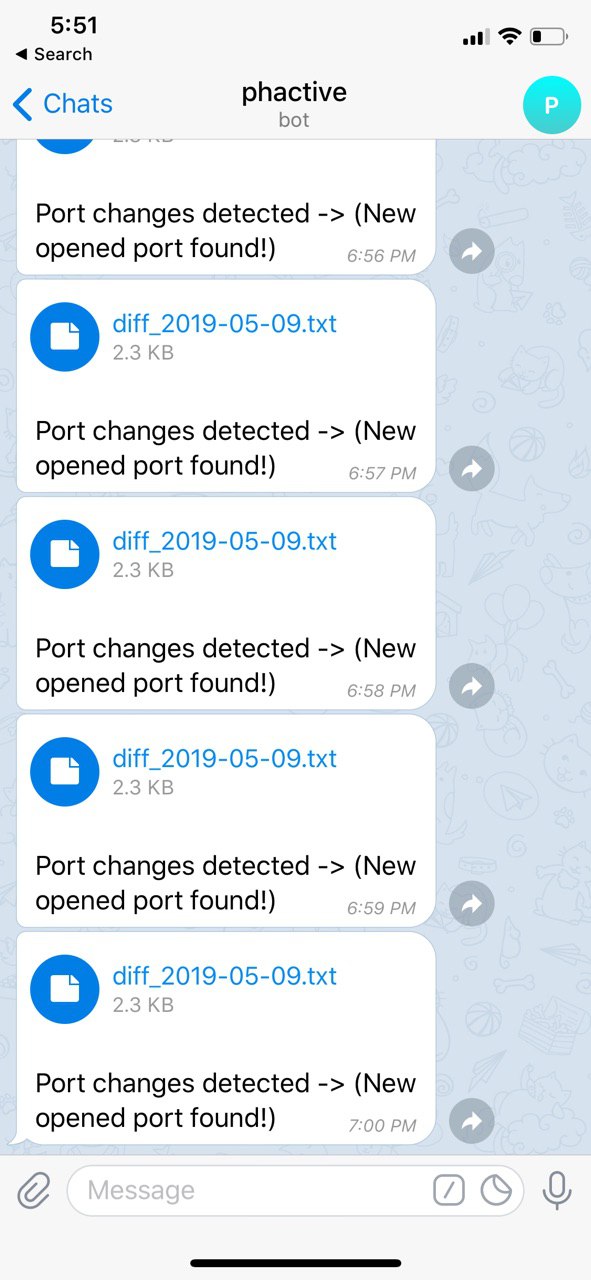 5:51
Search
Chats
phactive
bot
P
Port changes detected -> (New
opened port found!)
6:56 PM
diff_2019-05-09.txt
2.3 KB
Port changes detected -> (New
opened port found!)
6:57 PM
diff_2019-05-09.txt
2.3 KB
Port changes detected -> (New
opened port found!)
6:58 PM
diff_2019-05-09.txt
2.3 KB
Port changes detected -> (New
opened port found!)
6:59 PM
diff_2019-05-09.txt
2.3 KB
Port changes detected -> (New
opened port found!)
7:00 PM
Message